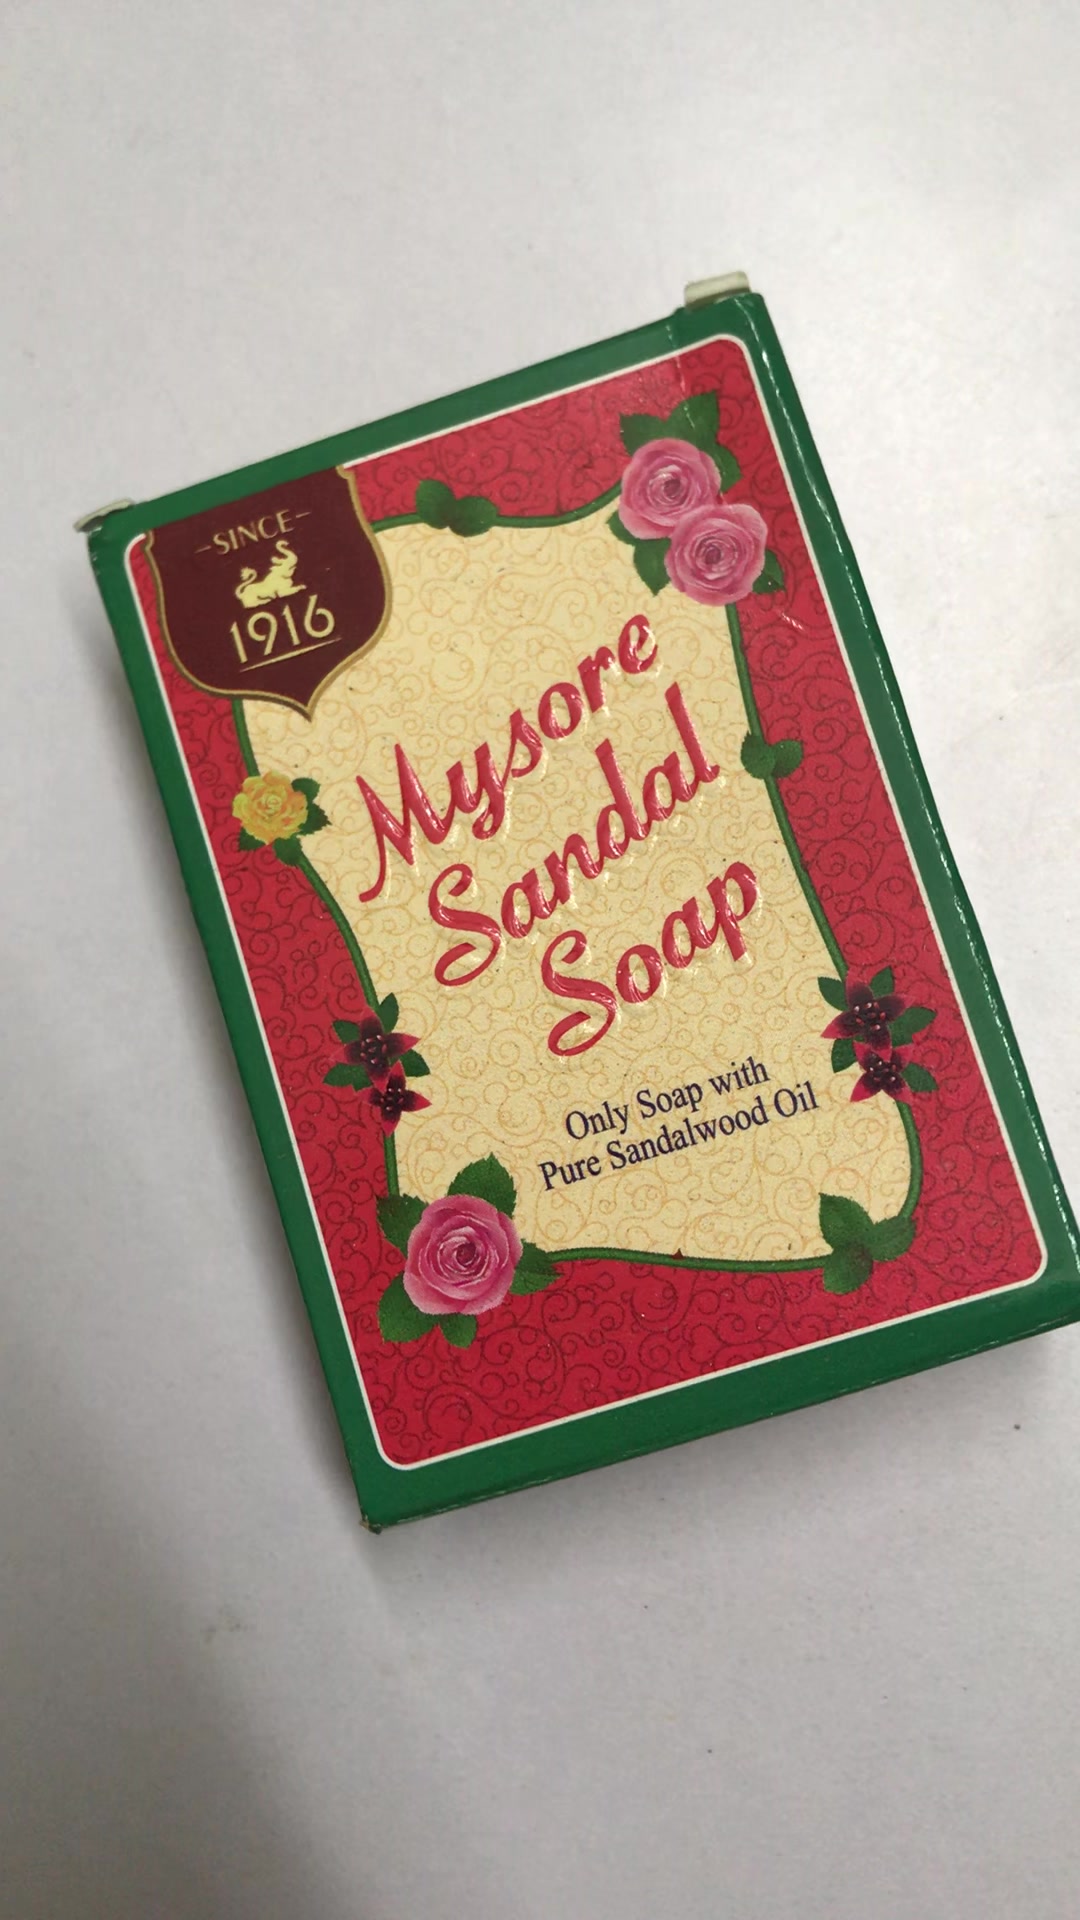 -SINCE-
1916
Mysore
Sandal
Soap
Only Soap with
Pure Sandalwood Oil